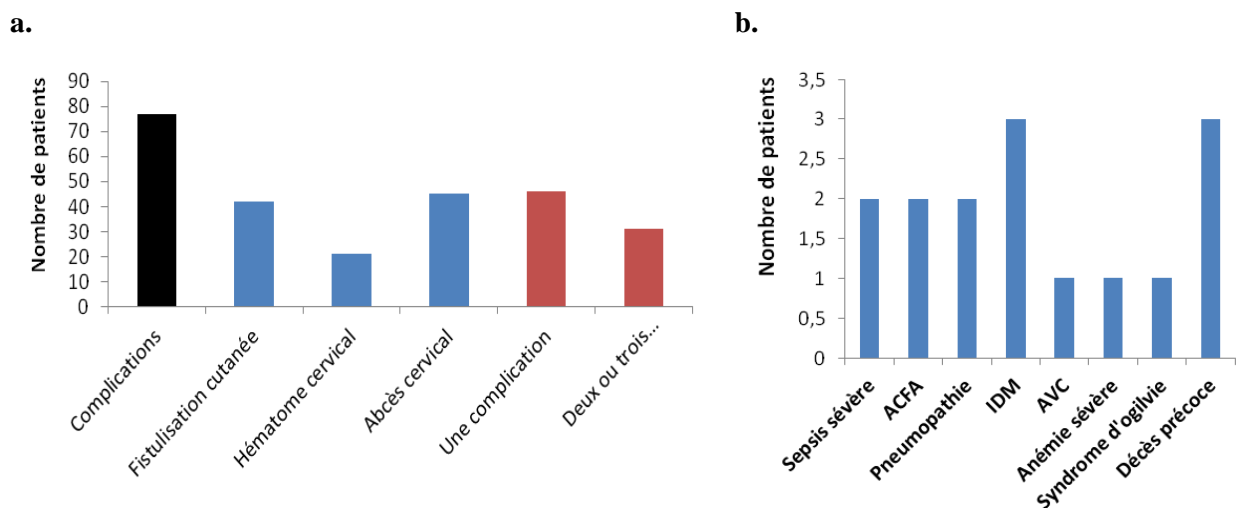 a.
Nombre de patients
90
80
70
60
50
40
30
20
10
0
Complications
Fistulisation cutanée
Hématome cervical
Abcès cervical
Une complication
Deux ou trois...
b.
Nombre de patients
3,5
3
2,5
2
1,5
1
0,5
0
Sepsis sévère
ACFA
Pneumopathie
IDM
AVC
Anémie sévère
Syndrome d'ogilvie
Décès précoce